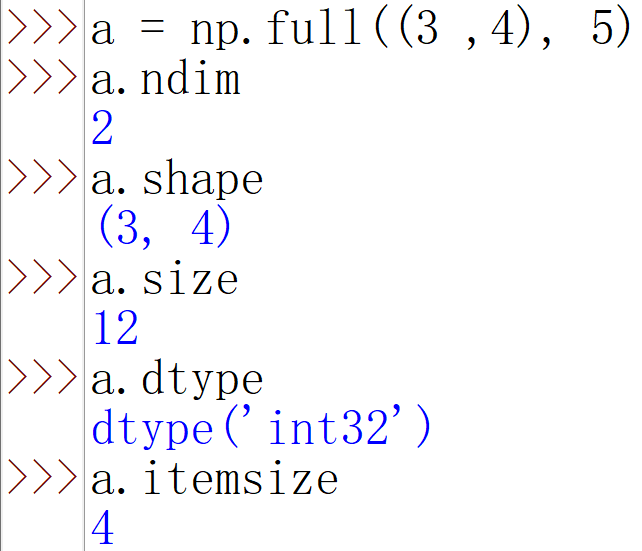 >>> a = np.full((3 ,4), 5)
>>> a.ndim
2
>>> a.shape
(3, 4)
>>> a.size
12
>>> a.dtype
dtype('int32')
>>> a.itemsize
4